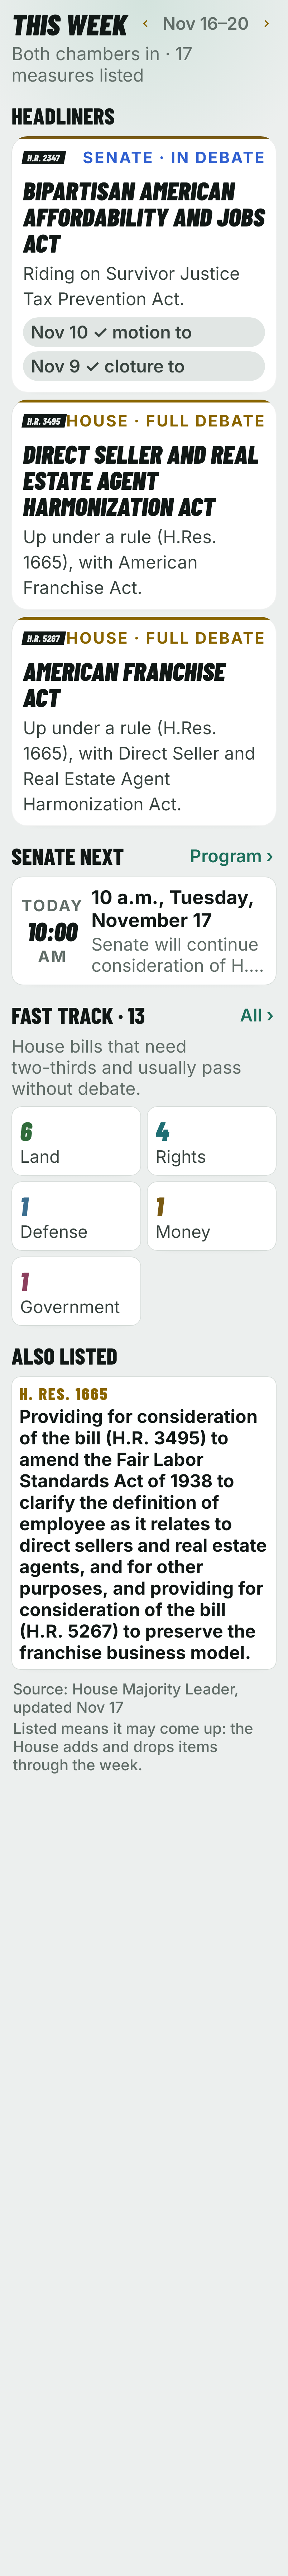 THIS WEEK ‹ Nov 16–20 ›
Both chambers in · 17
measures listed
HEADLINERS
H.R. 2347 SENATE · IN DEBATE
BIPARTISAN AMERICAN
AFFORDABILITY AND JOBS
ACT
Riding on Survivor Justice
Tax Prevention Act.
Nov 10 ✓ motion to
Nov 9 ✓ cloture to
H.R. 3495 HOUSE · FULL DEBATE
DIRECT SELLER AND REAL
ESTATE AGENT
HARMONIZATION ACT
Up under a rule (H.Res.
1665), with American
Franchise Act.
H.R. 5267 HOUSE · FULL DEBATE
AMERICAN FRANCHISE
ACT
Up under a rule (H.Res.
1665), with Direct Seller and
Real Estate Agent
Harmonization Act.
SENATE NEXT Program ›
TODAY
10:00
AM
10 a.m., Tuesday,
November 17
Senate will continue
consideration of H....
FAST TRACK · 13 All ›
House bills that need
two-thirds and usually pass
without debate.
6
Land
4
Rights
1
Defense
1
Money
1
Government
ALSO LISTED
H. RES. 1665
Providing for consideration
of the bill (H.R. 3495) to
amend the Fair Labor
Standards Act of 1938 to
clarify the definition of
employee as it relates to
direct sellers and real estate
agents, and for other
purposes, and providing for
consideration of the bill
(H.R. 5267) to preserve the
franchise business model.
Source: House Majority Leader,
updated Nov 17
Listed means it may come up: the
House adds and drops items
through the week.